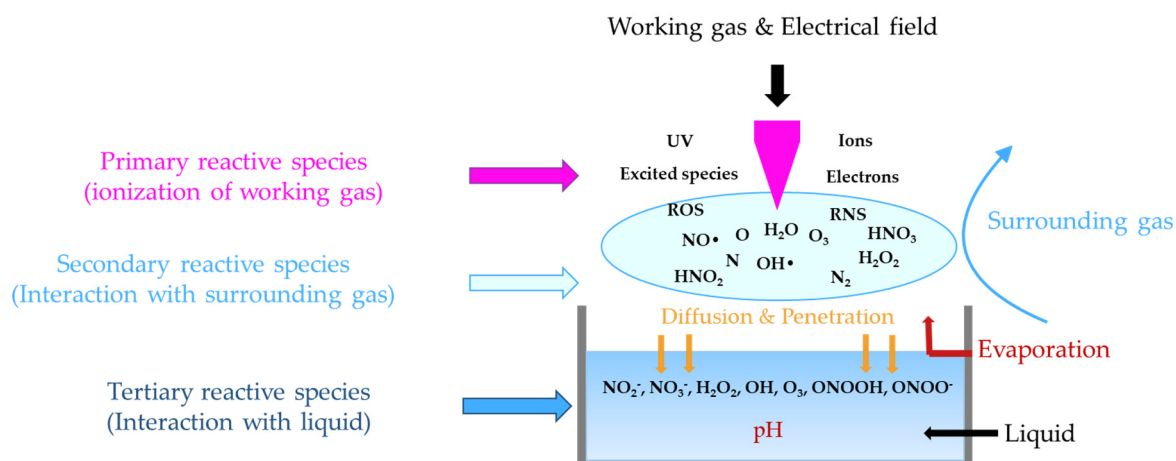 Working gas & Electrical field
UV
Ions
Primary reactive species
(ionization of working gas)
Excited species
Electrons
ROS
RNS
NO•
O
H₂O
O₃
HNO₃
Surrounding gas
Secondary reactive species
(Interaction with surrounding gas)
HNO₂
N
OH•
N₂
H₂O₂
Diffusion & Penetration
Evaporation
Tertiary reactive species
(Interaction with liquid)
NO₂⁻, NO₃⁻, H₂O₂, OH, O₃, ONOOH, ONOO⁻
pH
Liquid